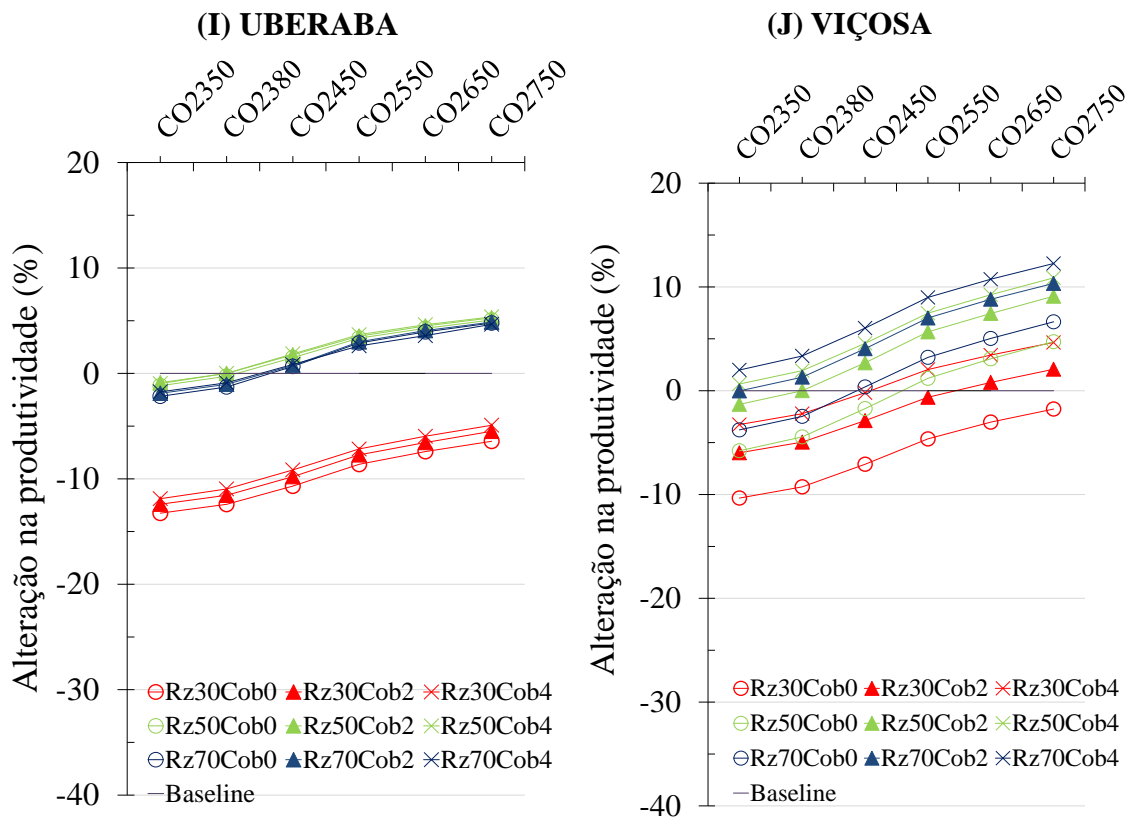 (I) UBERABA
CO2350 CO2380 CO2450 CO2550 CO2650 CO2750
Alteração na produtividade (%)
20
10
0
-10
-20
-30
-40
Rz30Cob0 Rz30Cob2 Rz30Cob4
Rz50Cob0 Rz50Cob2 Rz50Cob4
Rz70Cob0 Rz70Cob2 Rz70Cob4
Baseline
(J) VIÇOSA
CO2350 CO2380 CO2450 CO2550 CO2650 CO2750
Alteração na produtividade (%)
20
10
0
-10
-20
-30
-40
Rz30Cob0 Rz30Cob2 Rz30Cob4
Rz50Cob0 Rz50Cob2 Rz50Cob4
Rz70Cob0 Rz70Cob2 Rz70Cob4
Baseline